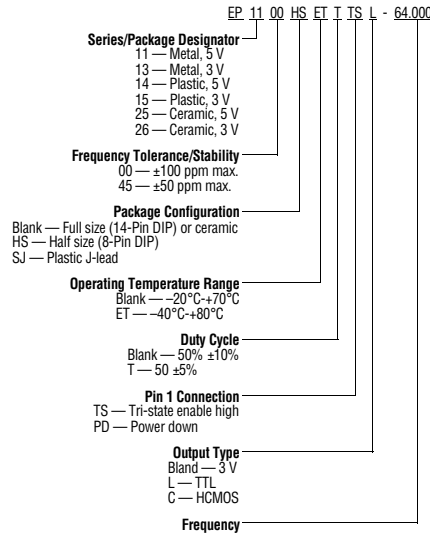 EP 11 00 HS ET T TS L - 64.000
Series/Package Designator
11 — Metal, 5 V
13 — Metal, 3 V
14 — Plastic, 5 V
15 — Plastic, 3 V
25 — Ceramic, 5 V
26 — Ceramic, 3 V
Frequency Tolerance/Stability
00 — ±100 ppm max.
45 — ±50 ppm max.
Package Configuration
Blank — Full size (14-Pin DIP) or ceramic
HS — Half size (8-Pin DIP)
SJ — Plastic J-lead
Operating Temperature Range
Blank — –20°C-+70°C
ET — –40°C-+80°C
Duty Cycle
Blank — 50% ±10%
T — 50 ±5%
Pin 1 Connection
TS — Tri-state enable high
PD — Power down
Output Type
Bland — 3 V
L — TTL
C — HCMOS
Frequency